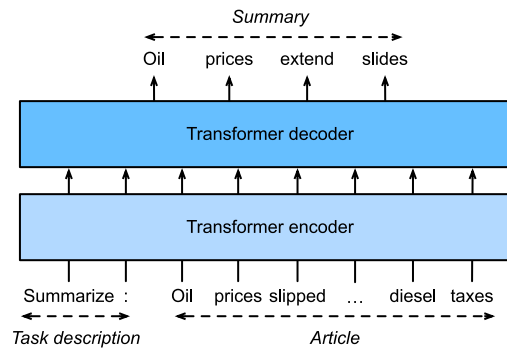 Summary
Oil prices extend slides
Transformer decoder
Transformer encoder
Summarize : Oil prices slipped ... diesel taxes
Task description Article